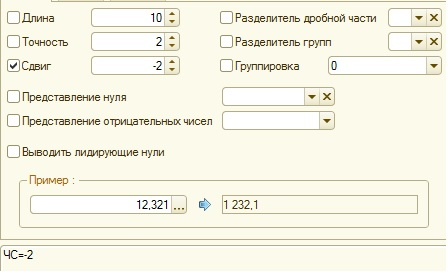 Длина 10 Разделитель дробной части
Точность 2 Разделитель групп
Сдвиг -2 Группировка 0
Представление нуля
Представление отрицательных чисел
Выводить лидирующие нули
Пример :
12,321 ... 1 232,1
ЧС=-2